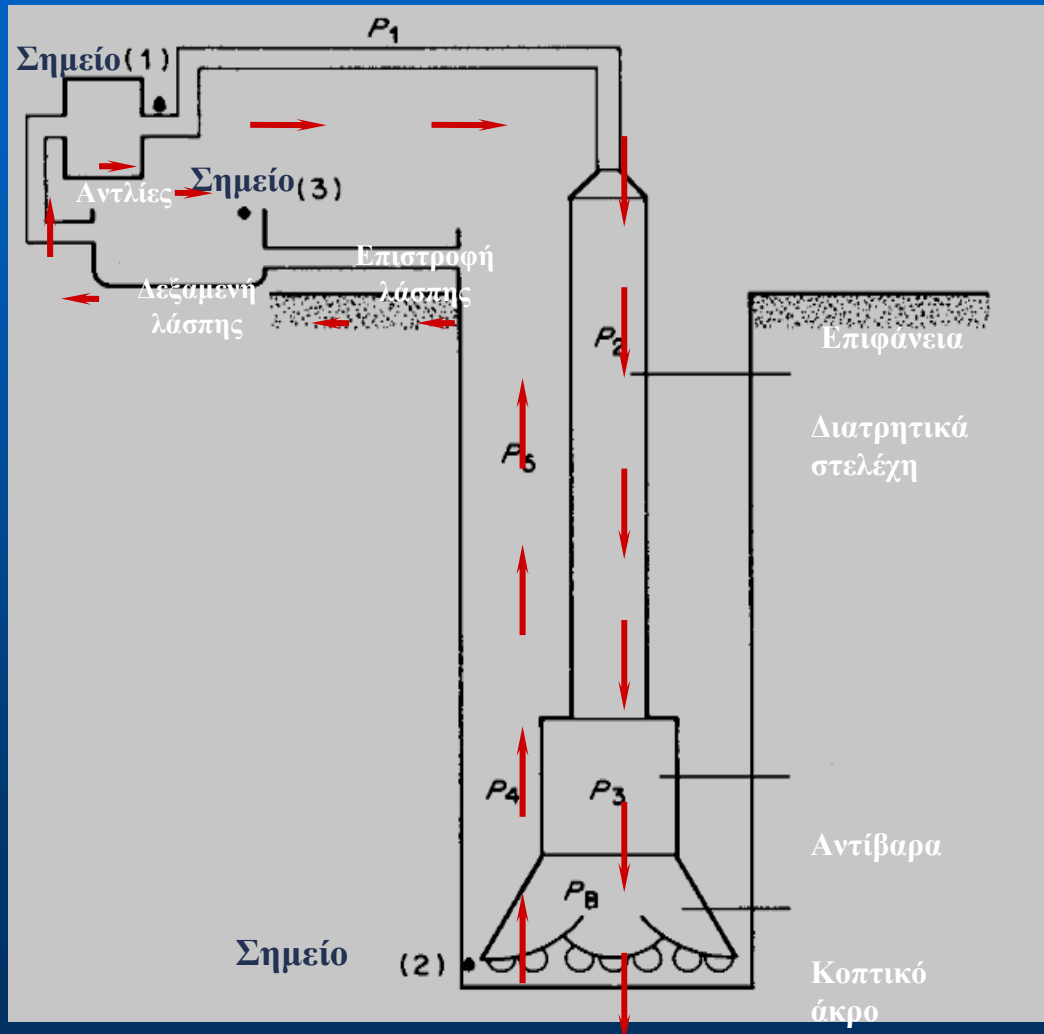 P₁
Σημείο (1)
Αντλίες
Σημείο (3)
Επιστροφή
λάσπης
Δεξαμενή
λάσπης
Επιφάνεια
P₂
Διατρητικά
στελέχη
P₅
P₄
P₃
Αντίβαρα
P_B
Σημείο (2)
Κοπτικό
άκρο